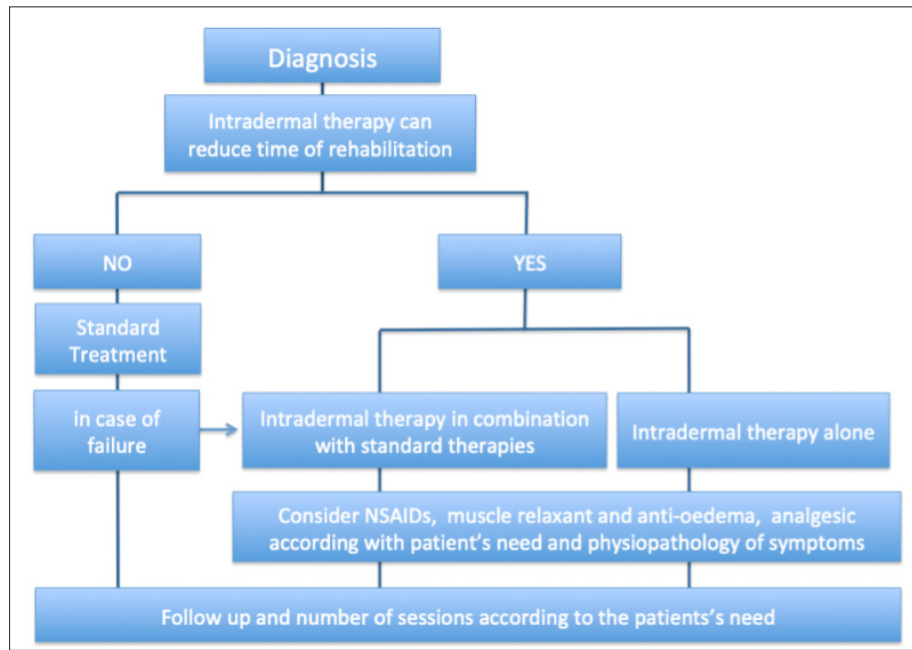 Diagnosis
Intradermal therapy can
reduce time of rehabilitation
NO
YES
Standard
Treatment
in case of
failure
Intradermal therapy in combination
with standard therapies
Intradermal therapy alone
Consider NSAIDs, muscle relaxant and anti-oedema, analgesic
according with patient's need and physiopathology of symptoms
Follow up and number of sessions according to the patients's need